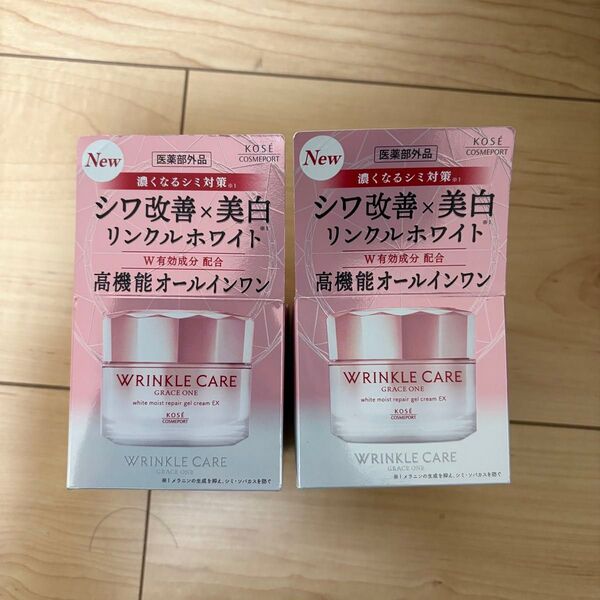 New
医薬部外品
KOSÉ
COSMEPORT
濃くなるシミ対策※1
シワ改善×美白※1
リンクルホワイト
W有効成分 配合
高機能オールインワン
WRINKLE CARE
GRACE ONE
white moist repair gel cream EX
KOSÉ
COSMEPORT
WRINKLE CARE
GRACE ONE
※1 メラニンの生成を抑え、シミ・ソバカスを防ぐ
New
医薬部外品
KOSÉ
COSMEPORT
濃くなるシミ対策※1
シワ改善×美白※1
リンクルホワイト
W有効成分 配合
高機能オールインワン
WRINKLE CARE
GRACE ONE
white moist repair gel cream EX
KOSÉ
COSMEPORT
WRINKLE CARE
GRACE ONE
※1 メラニンの生成を抑え、シミ・ソバカスを防ぐ